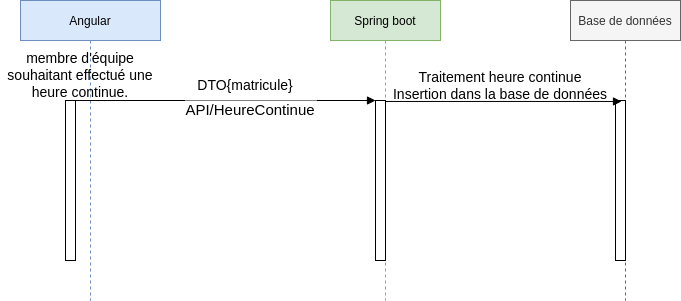 Angular
Spring boot
Base de données
membre d'équipe
souhaitant effectué une
heure continue.
DTO{matricule}
API/HeureContinue
Traitement heure continue
Insertion dans la base de données